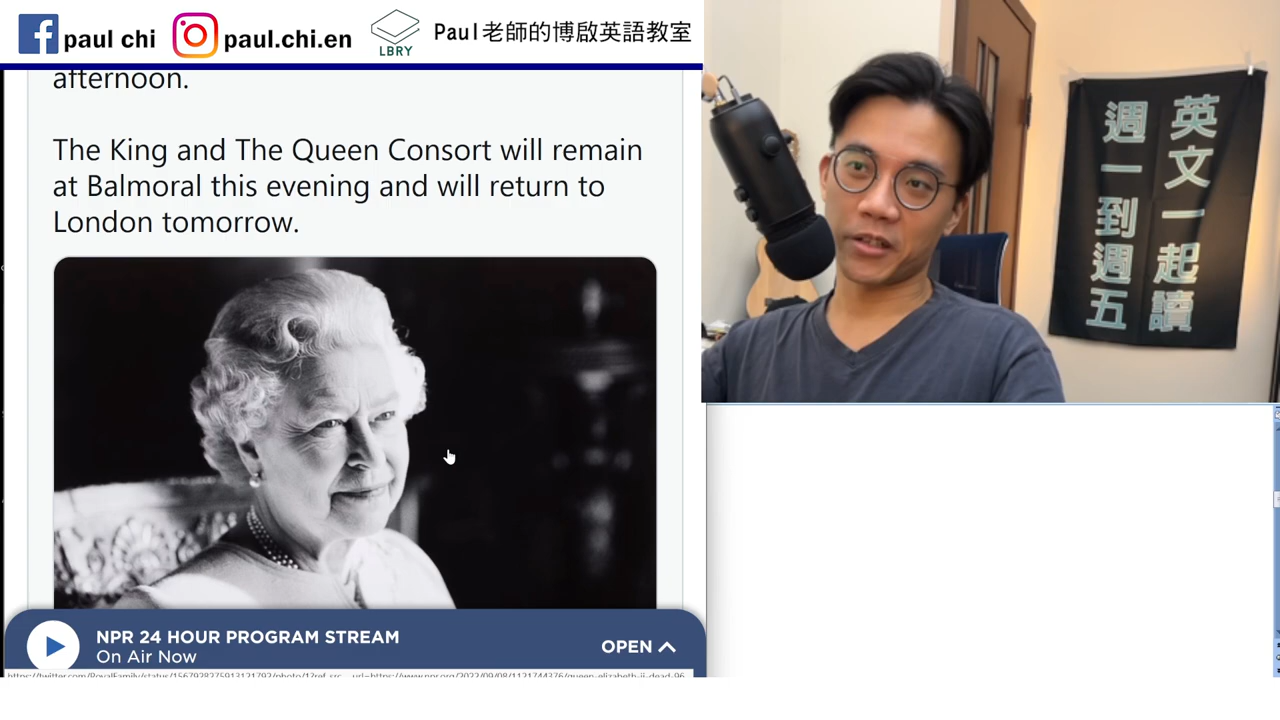 paul chi
paul.chi.en
LBRY
Paul老師的博啟英語教室
afternoon.
The King and The Queen Consort will remain
at Balmoral this evening and will return to
London tomorrow.
英文一起讀
週一到週五
NPR 24 HOUR PROGRAM STREAM
On Air Now
OPEN